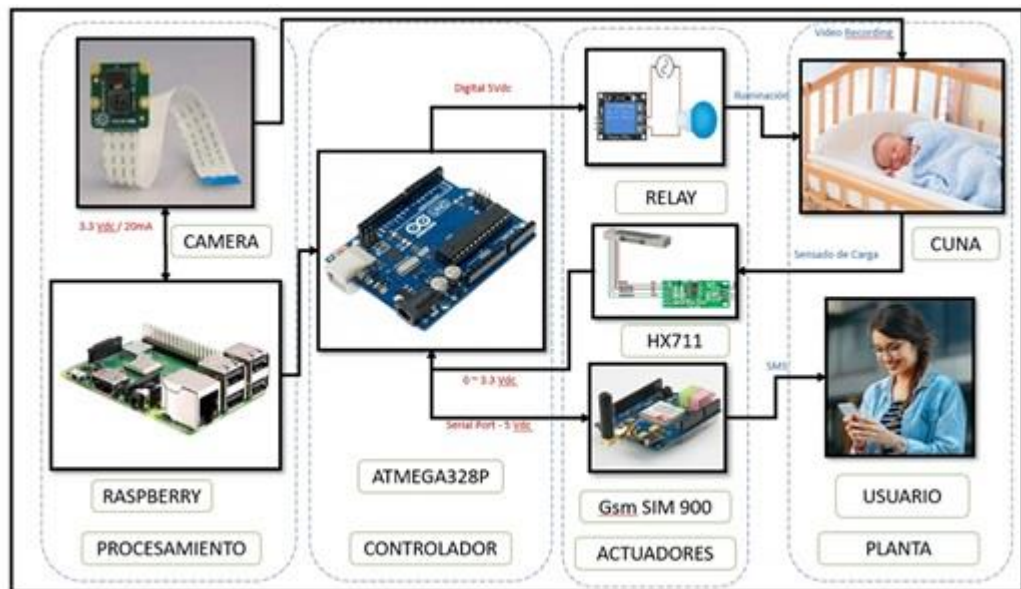 Video Recording
Digital 5Vdc
Iluminación
3.3 Vdc / 20mA
CAMERA
RELAY
CUNA
Sensado de Carga
HX711
0 ~ 3.3 Vdc
SMS
Serial Port - 5 Vdc
ATMEGA328P
RASPBERRY
Gsm SIM 900
USUARIO
PROCESAMIENTO
CONTROLADOR
ACTUADORES
PLANTA
UNO